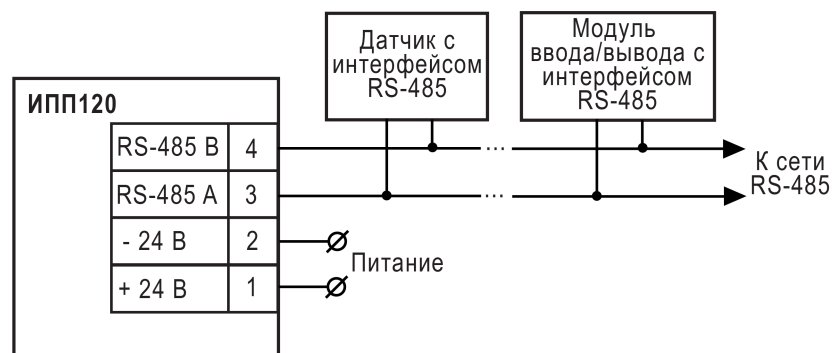 Датчик с
интерфейсом
RS-485
Модуль
ввода/вывода с
интерфейсом
RS-485
ИПП120
RS-485 B 4
RS-485 A 3
- 24 В 2
+ 24 В 1
Питание
К сети
RS-485